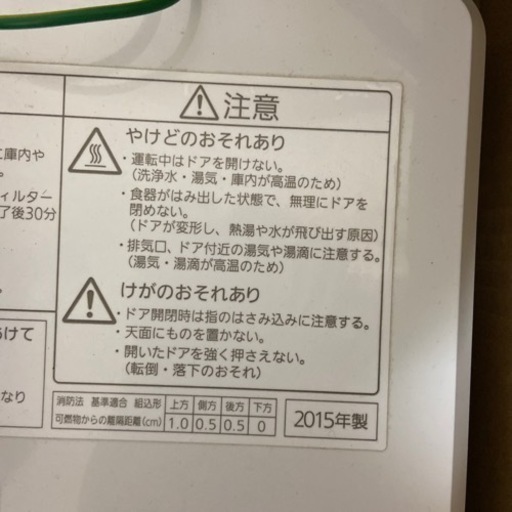 注意
やけどのおそれあり
・運転中はドアを開けない。
(洗浄水・湯気・庫内が高温のため)
・食器がはみ出した状態で、無理にドアを
閉めない。
(ドアが変形し、熱湯や水が飛び出す原因)
・排気口、ドア付近の湯気や湯滴に注意する。
(湯気・湯滴が高温のため)
けがのおそれあり
・ドア開閉時は指のはさみ込みに注意する。
・天面にものを置かない。
・開いたドアを強く押さえない。
(転倒・落下のおそれ)
庫内や
ィルター
了後30分
あけて
なり
消防法 基準適合 組込形 上方 側方 後方 下方
可燃物からの離隔距離(cm) 1.0 0.5 0.5 0
2015年製